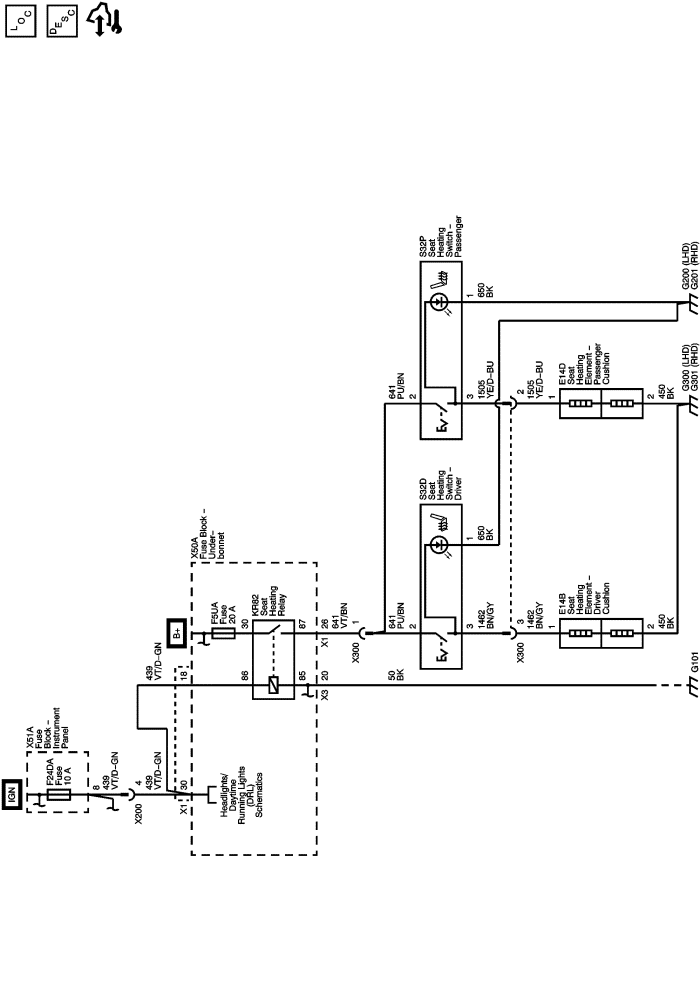 LOC
DESC
IGN
X51A
Fuse
Block –
Instrument
Panel
F24DA
Fuse
10 A
8
439
VT/D–GN
4
X200
439
VT/D–GN
439
VT/D–GN
X1
30
18
Headlights/
Daytime
Running Lights
(DRL)
Schematics
B+
X50A
Fuse Block –
Under–
bonnet
F5UA
Fuse
20 A
30
KR82
Seat
Heating
Relay
86
87
85
X1
26
641
VT/BN
X3
20
X300
1
50
BK
G101
641
PU/BN
2
S32D
Seat
Heating
Switch –
Driver
3
1462
BN/GY
1
650
BK
X300
3
1462
BN/GY
1
E14B
Seat
Heating
Element –
Driver
Cushion
2
450
BK
641
PU/BN
2
S32P
Seat
Heating
Switch –
Passenger
3
1505
YE/D–BU
1
650
BK
2
1505
YE/D–BU
1
E14D
Seat
Heating
Element –
Passenger
Cushion
2
450
BK
G300 (LHD)
G301 (RHD)
G200 (LHD)
G201 (RHD)